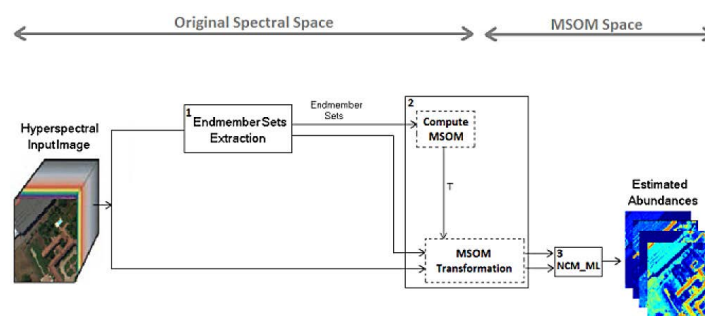 Original Spectral Space
MSOM Space
Hyperspectral
InputImage
1
EndmemberSets
Extraction
Endmember
Sets
2
Compute
MSOM
T
MSOM
Transformation
3
NCM_ML
Estimated
Abundances